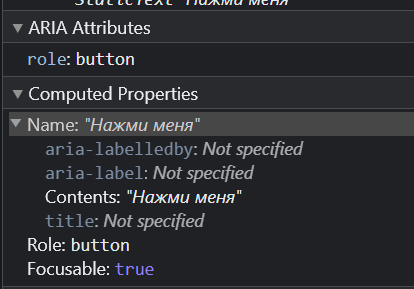 StaticText "Нажми меня"
ARIA Attributes
role: button
Computed Properties
Name: "Нажми меня"
aria-labelledby: Not specified
aria-label: Not specified
Contents: "Нажми меня"
title: Not specified
Role: button
Focusable: true